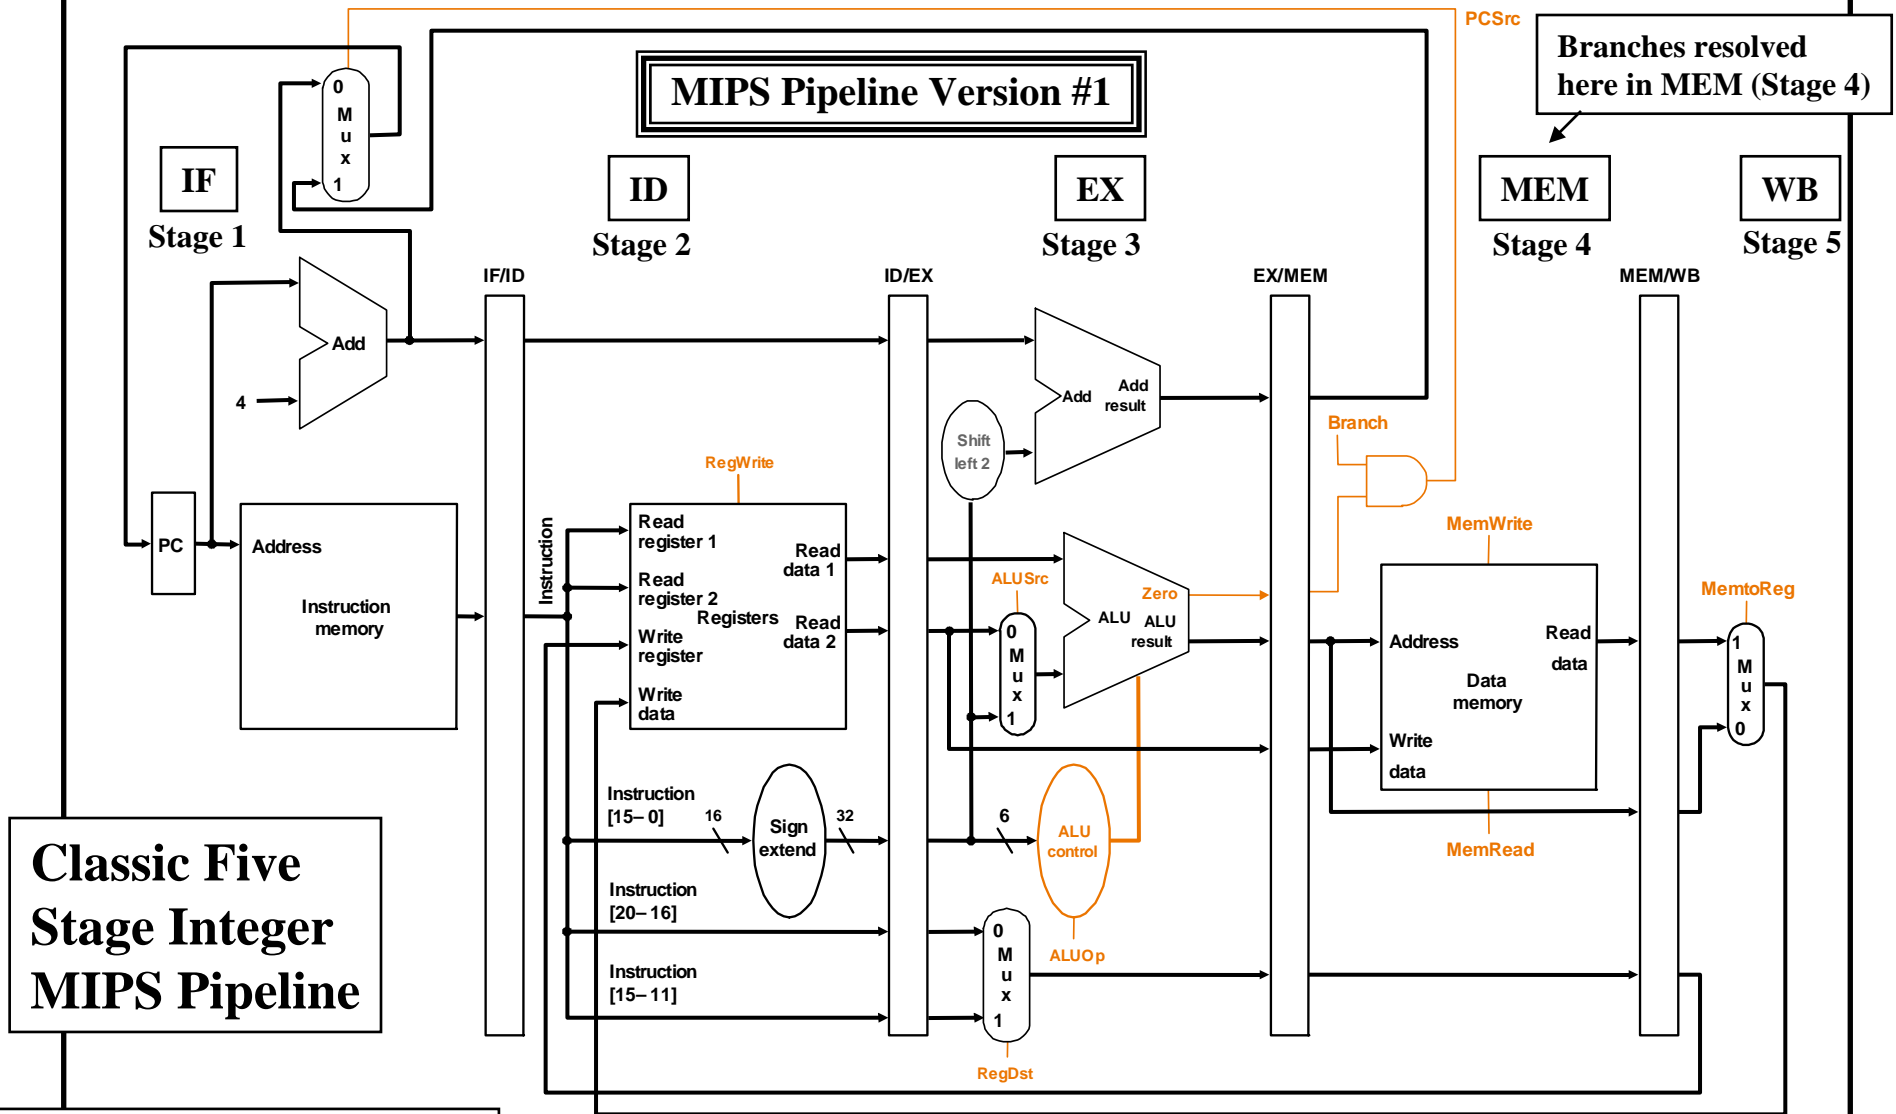 PCSrc
Branches resolved
here in MEM (Stage 4)
MIPS Pipeline Version #1
0
M
u
x
1
IF
ID
EX
MEM
WB
Stage 1
Stage 2
Stage 3
Stage 4
Stage 5
IF/ID
ID/EX
EX/MEM
MEM/WB
Add
4
Add
Add
result
Shift
left 2
Branch
RegWrite
PC
Address
Instruction
memory
Instruction
Read
register 1
Read
register 2
Registers
Write
register
Write
data
Read
data 1
Read
data 2
ALUSrc
0
M
u
x
1
Zero
ALU
ALU
result
MemWrite
Address
Read
data
Data
memory
Write
data
MemRead
MemtoReg
1
M
u
x
0
Instruction
[15–0]
16
Sign
extend
32
6
ALU
control
ALUOp
Instruction
[20–16]
Instruction
[15–11]
0
M
u
x
1
RegDst
Classic Five
Stage Integer
MIPS Pipeline